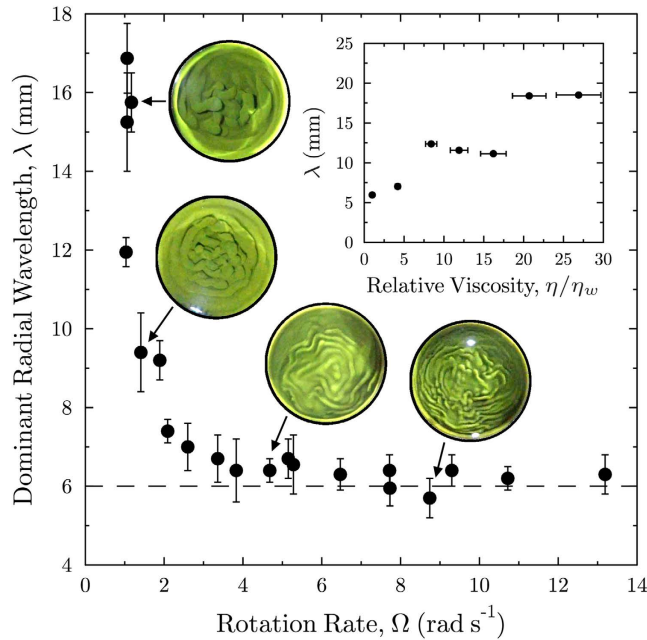 18
16
14
12
10
8
6
4
Dominant Radial Wavelength, λ (mm)
0 2 4 6 8 10 12 14
Rotation Rate, Ω (rad s⁻¹)
25
20
15
10
5
0
λ (mm)
0 5 10 15 20 25 30
Relative Viscosity, η/ηw